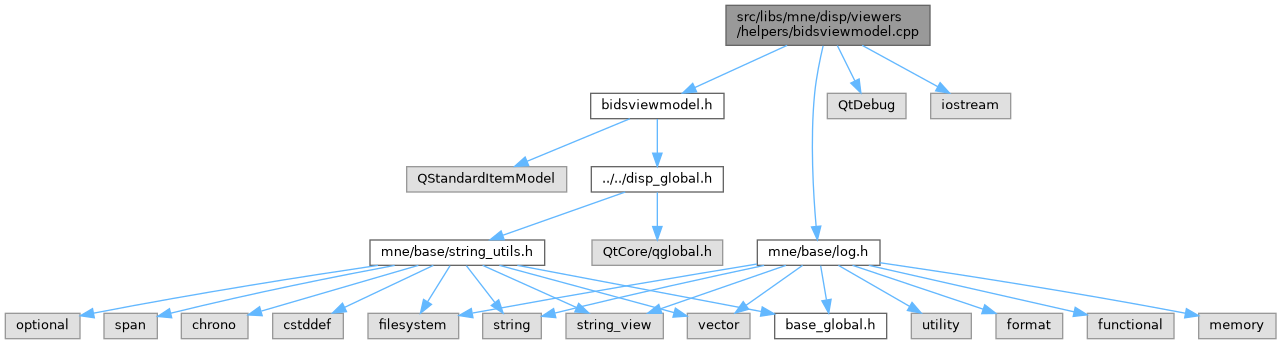 src/libs/mne/disp/viewers
/helpers/bidsviewmodel.cpp
bidsviewmodel.h
QtDebug
iostream
QStandardItemModel
../../disp_global.h
mne/base/string_utils.h
QtCore/qglobal.h
mne/base/log.h
optional
span
chrono
cstddef
filesystem
string
string_view
vector
base_global.h
utility
format
functional
memory